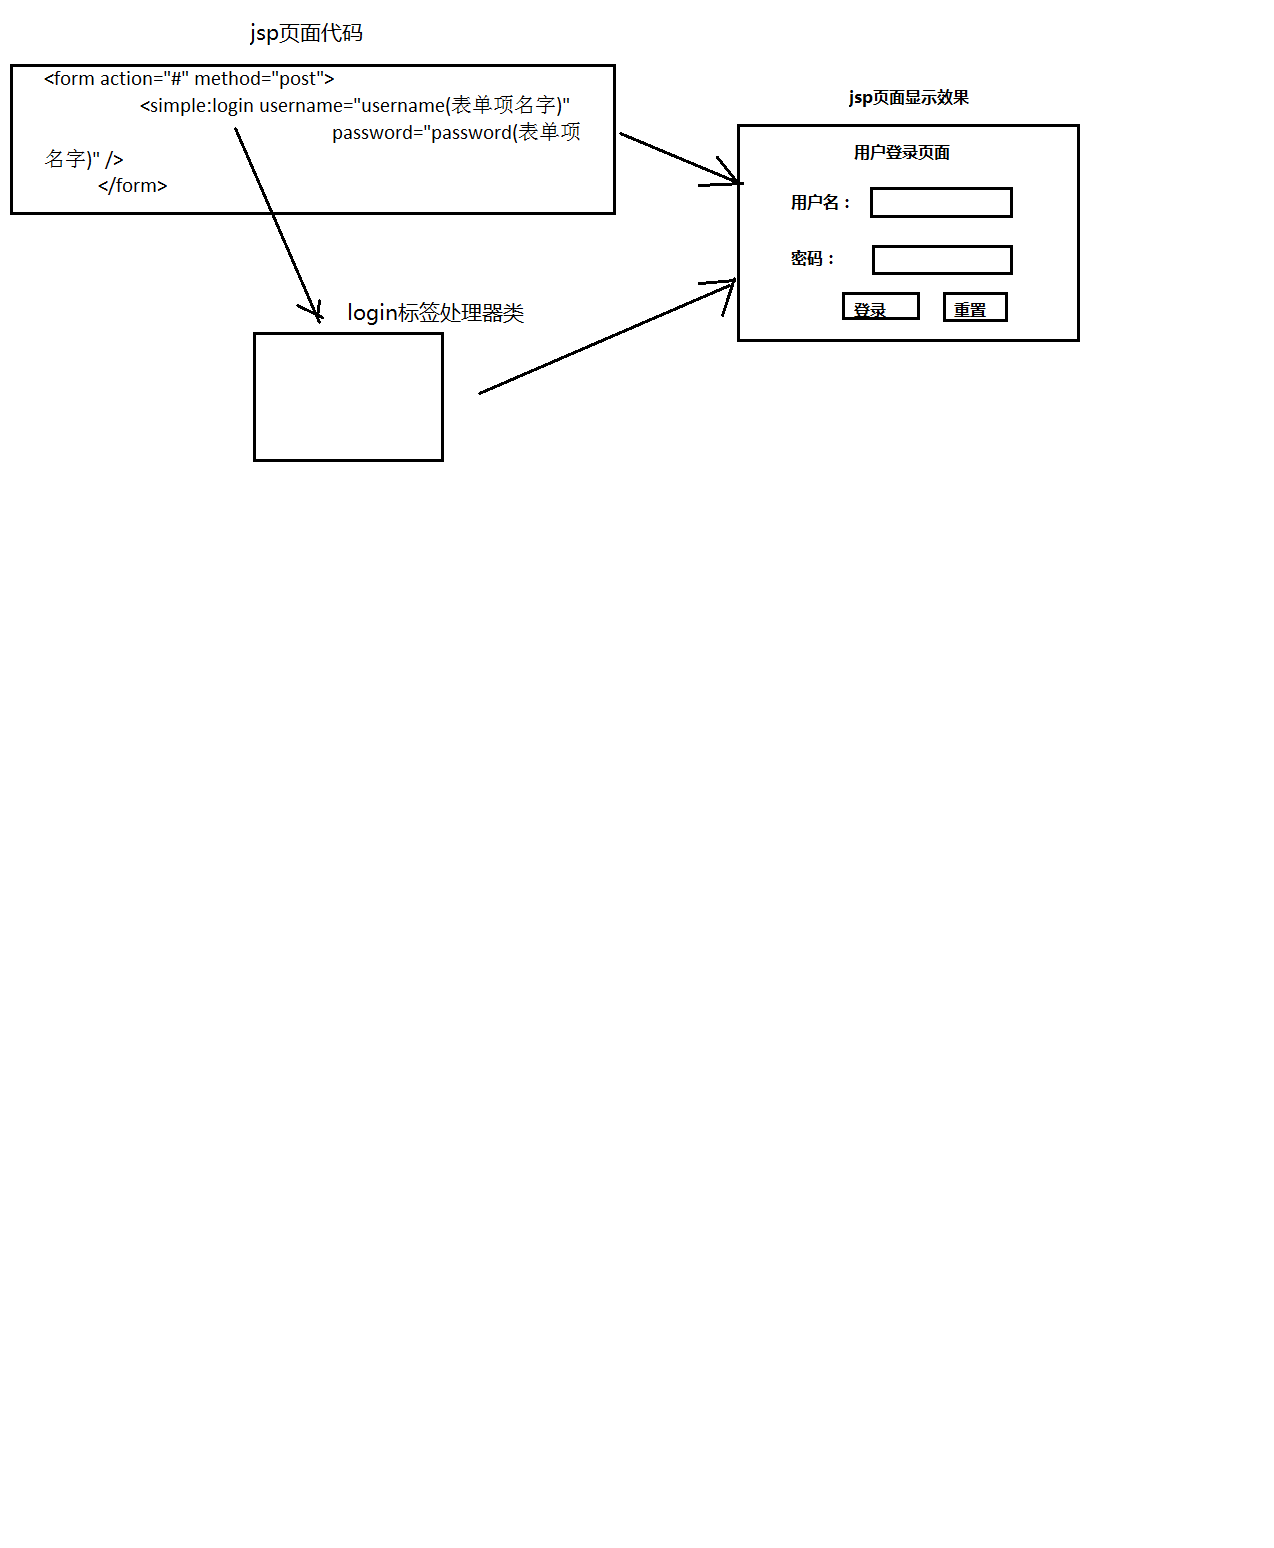 jsp页面代码
<form action="#" method="post">
<simple:login username="username(表单项名字)"
password="password(表单项
名字)" />
</form>
login标签处理器类
jsp页面显示效果
用户登录页面
用户名：
密码：
登录
重置